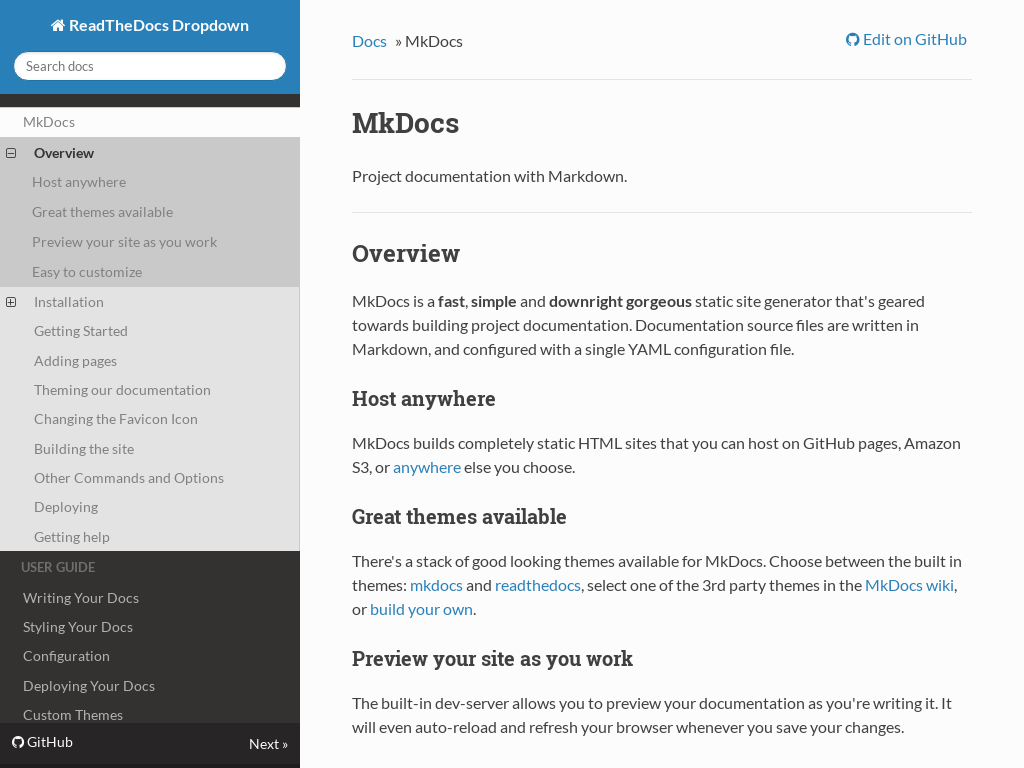 ReadTheDocs Dropdown
Search docs
MkDocs
Overview
Host anywhere
Great themes available
Preview your site as you work
Easy to customize
Installation
Getting Started
Adding pages
Theming our documentation
Changing the Favicon Icon
Building the site
Other Commands and Options
Deploying
Getting help
USER GUIDE
Writing Your Docs
Styling Your Docs
Configuration
Deploying Your Docs
Custom Themes
GitHub
Next »
Docs » MkDocs
Edit on GitHub
MkDocs
Project documentation with Markdown.
Overview
MkDocs is a fast, simple and downright gorgeous static site generator that's geared
towards building project documentation. Documentation source files are written in
Markdown, and configured with a single YAML configuration file.
Host anywhere
MkDocs builds completely static HTML sites that you can host on GitHub pages, Amazon
S3, or anywhere else you choose.
Great themes available
There's a stack of good looking themes available for MkDocs. Choose between the built in
themes: mkdocs and readthedocs, select one of the 3rd party themes in the MkDocs wiki,
or build your own.
Preview your site as you work
The built-in dev-server allows you to preview your documentation as you're writing it. It
will even auto-reload and refresh your browser whenever you save your changes.